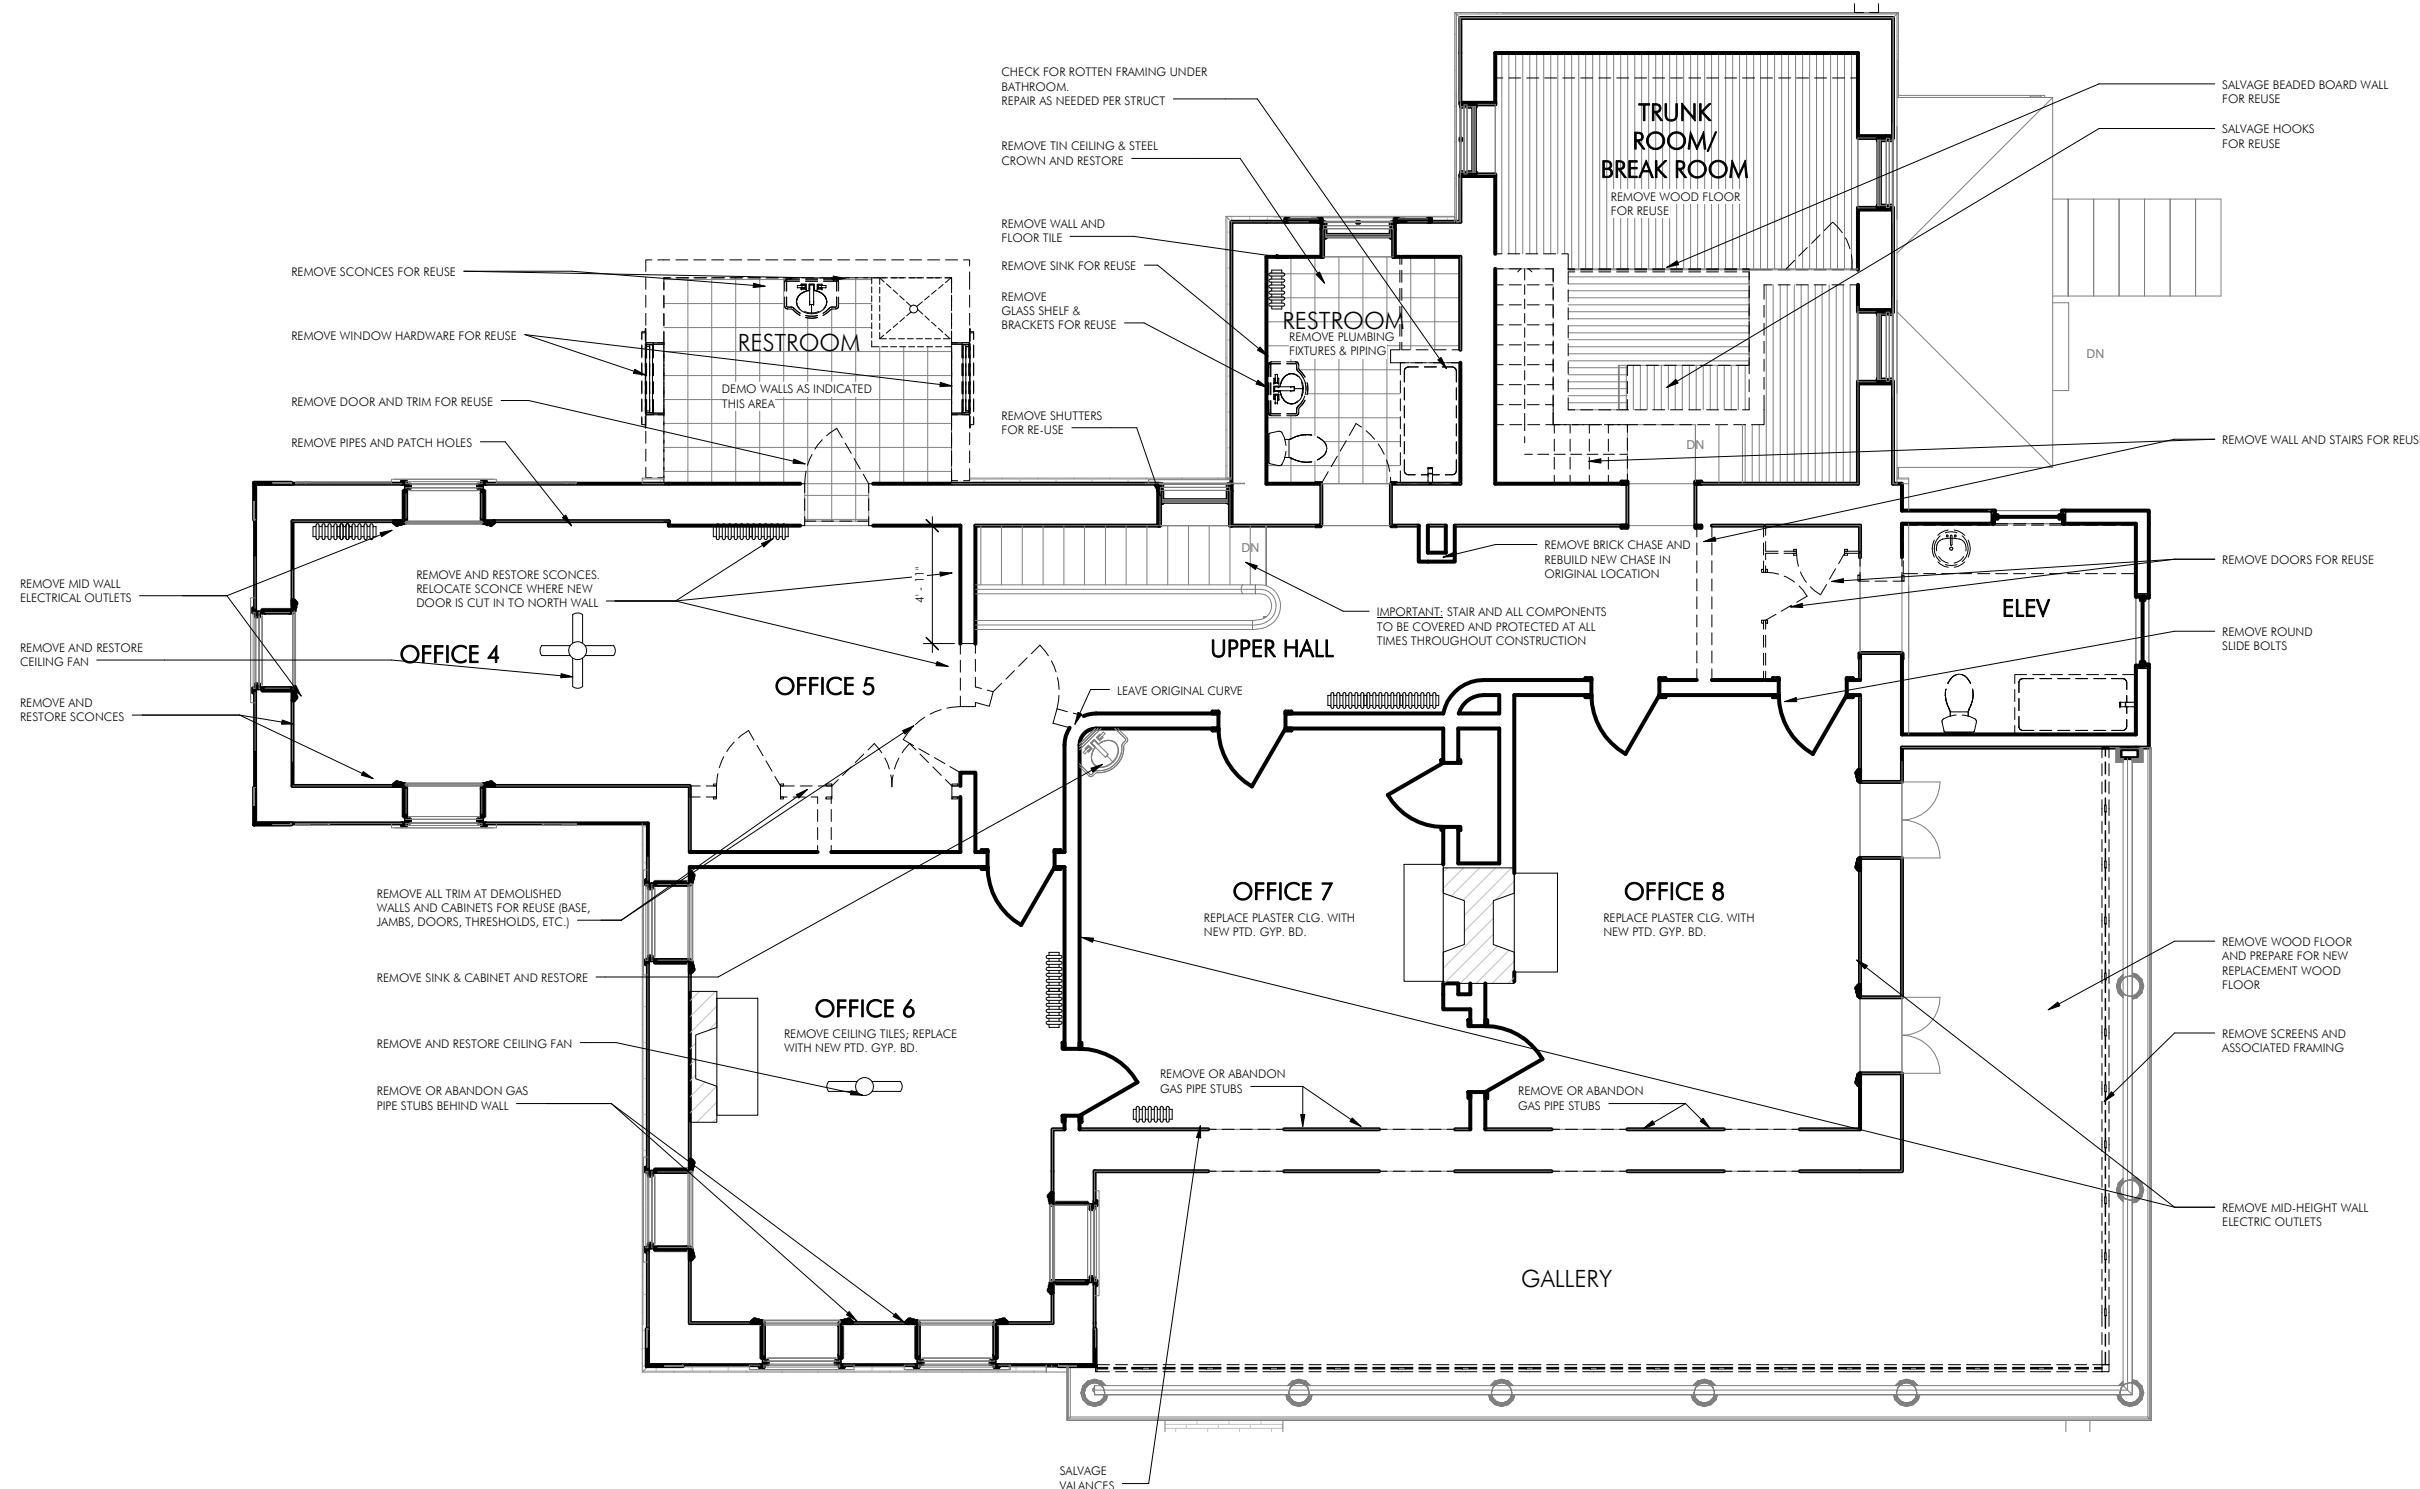 CHECK FOR ROTTEN FRAMING UNDER
BATHROOM.
REPAIR AS NEEDED PER STRUCT
REMOVE TIN CEILING & STEEL
CROWN AND RESTORE
REMOVE WALL AND
FLOOR TILE
REMOVE SINK FOR REUSE
REMOVE
GLASS SHELF &
BRACKETS FOR REUSE
REMOVE SHUTTERS
FOR RE-USE
TRUNK
ROOM/
BREAK ROOM
REMOVE WOOD FLOOR
FOR REUSE
SALVAGE BEADED BOARD WALL
FOR REUSE
SALVAGE HOOKS
FOR REUSE
REMOVE SCONCES FOR REUSE
REMOVE WINDOW HARDWARE FOR REUSE
REMOVE DOOR AND TRIM FOR REUSE
REMOVE PIPES AND PATCH HOLES
RESTROOM
DEMO WALLS AS INDICATED
THIS AREA
RESTROOM
REMOVE PLUMBING
FIXTURES & PIPING
DN
DN
REMOVE WALL AND STAIRS FOR REUS
REMOVE MID WALL
ELECTRICAL OUTLETS
REMOVE AND RESTORE
CEILING FAN
REMOVE AND
RESTORE SCONCES
REMOVE AND RESTORE SCONCES.
RELOCATE SCONCE WHERE NEW
DOOR IS CUT IN TO NORTH WALL
4' - 11"
OFFICE 4
OFFICE 5
DN
REMOVE BRICK CHASE AND
REBUILD NEW CHASE IN
ORIGINAL LOCATION
IMPORTANT: STAIR AND ALL COMPONENTS
TO BE COVERED AND PROTECTED AT ALL
TIMES THROUGHOUT CONSTRUCTION
UPPER HALL
LEAVE ORIGINAL CURVE
ELEV
REMOVE DOORS FOR REUSE
REMOVE ROUND
SLIDE BOLTS
REMOVE ALL TRIM AT DEMOLISHED
WALLS AND CABINETS FOR REUSE (BASE,
JAMBS, DOORS, THRESHOLDS, ETC.)
REMOVE SINK & CABINET AND RESTORE
REMOVE AND RESTORE CEILING FAN
REMOVE OR ABANDON GAS
PIPE STUBS BEHIND WALL
OFFICE 6
REMOVE CEILING TILES; REPLACE
WITH NEW PTD. GYP. BD.
OFFICE 7
REPLACE PLASTER CLG. WITH
NEW PTD. GYP. BD.
OFFICE 8
REPLACE PLASTER CLG. WITH
NEW PTD. GYP. BD.
REMOVE OR ABANDON
GAS PIPE STUBS
REMOVE OR ABANDON
GAS PIPE STUBS
REMOVE WOOD FLOOR
AND PREPARE FOR NEW
REPLACEMENT WOOD
FLOOR
REMOVE SCREENS AND
ASSOCIATED FRAMING
REMOVE MID-HEIGHT WALL
ELECTRIC OUTLETS
GALLERY
SALVAGE
VALANCES